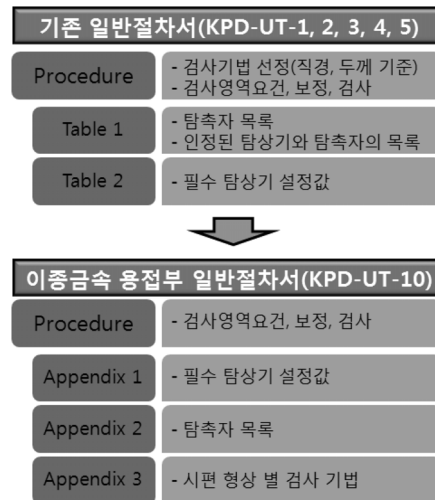 기존 일반절차서(KPD-UT-1, 2, 3, 4, 5)
Procedure
- 검사기법 선정(직경, 두께 기준)
- 검사영역요건, 보정, 검사
Table 1
- 탐촉자 목록
- 인정된 탐상기와 탐촉자의 목록
Table 2
- 필수 탐상기 설정값
이종금속 용접부 일반절차서(KPD-UT-10)
Procedure
- 검사영역요건, 보정, 검사
Appendix 1
- 필수 탐상기 설정값
Appendix 2
- 탐촉자 목록
Appendix 3
- 시편 형상 별 검사 기법